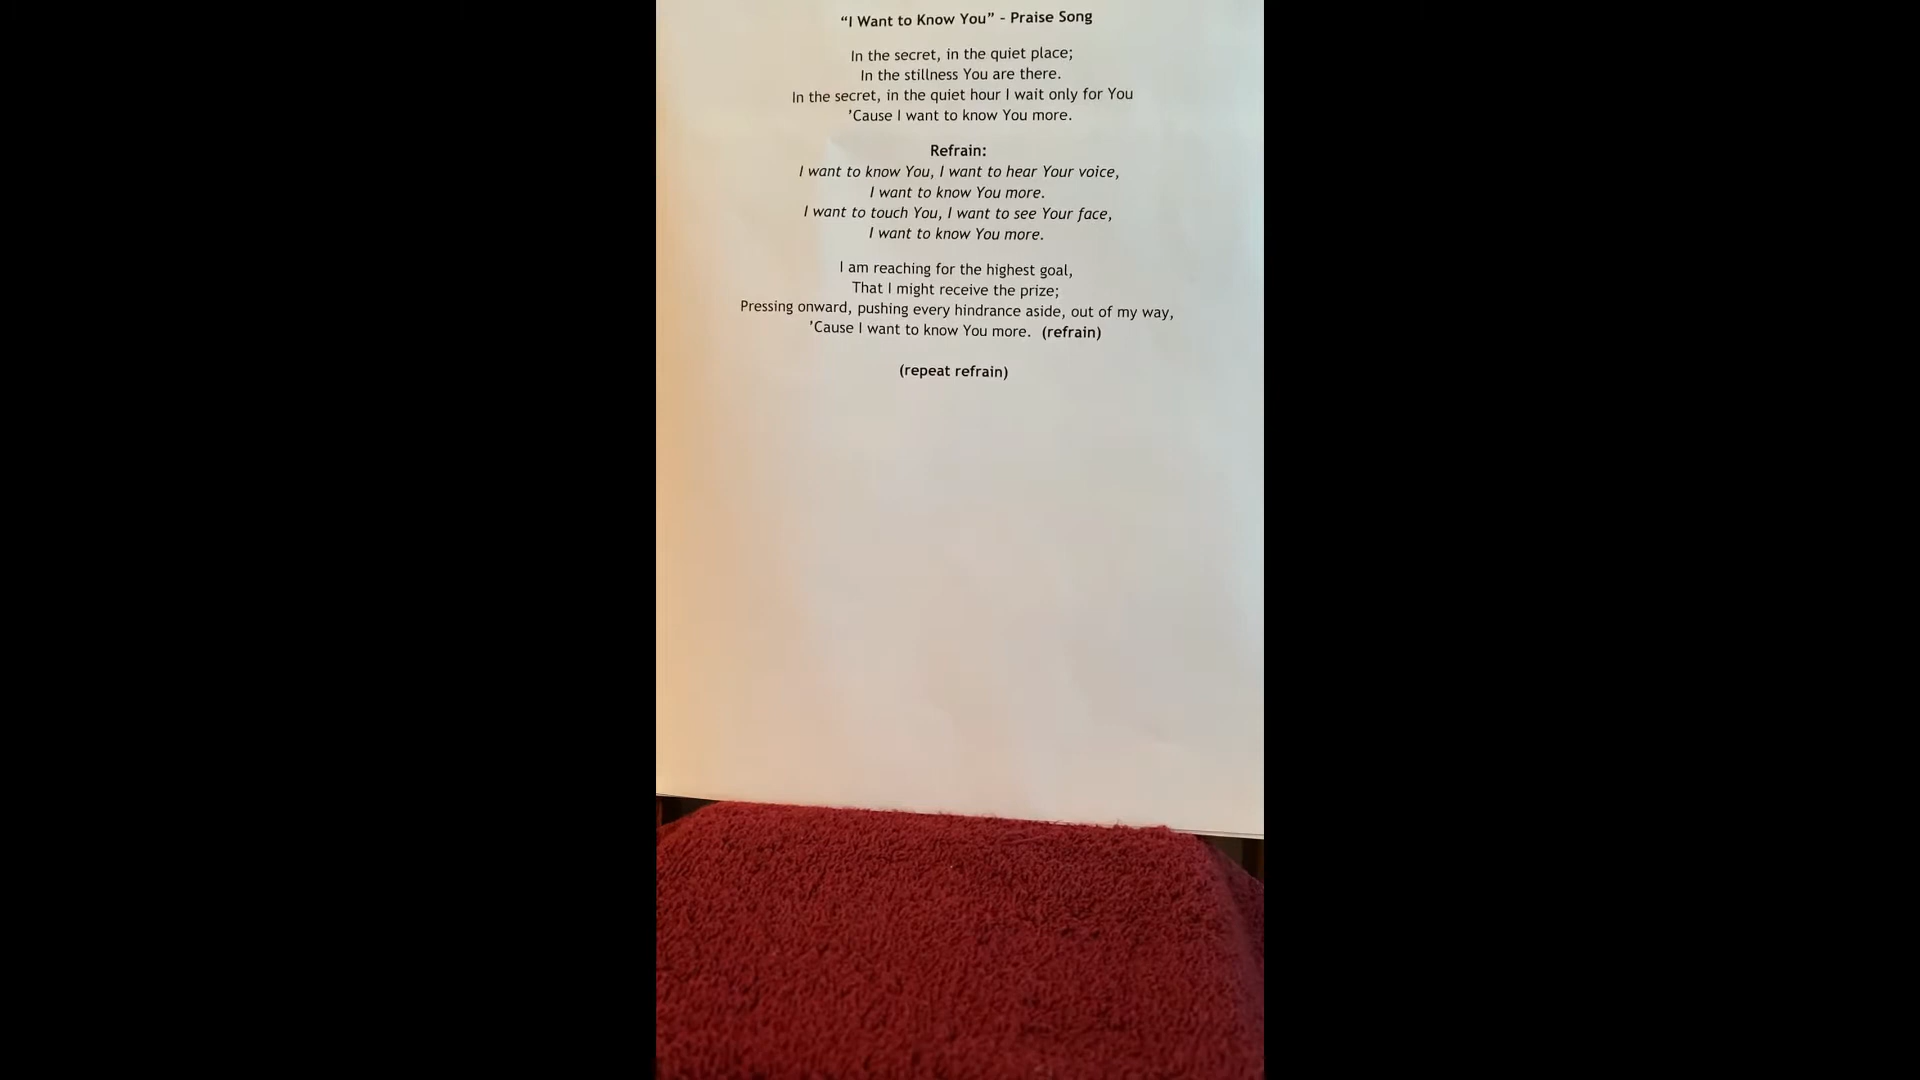 “I Want to Know You” - Praise Song
In the secret, in the quiet place;
In the stillness You are there.
In the secret, in the quiet hour I wait only for You
’Cause I want to know You more.
Refrain:
I want to know You, I want to hear Your voice,
I want to know You more.
I want to touch You, I want to see Your face,
I want to know You more.
I am reaching for the highest goal,
That I might receive the prize;
Pressing onward, pushing every hindrance aside, out of my way,
’Cause I want to know You more. (refrain)
(repeat refrain)